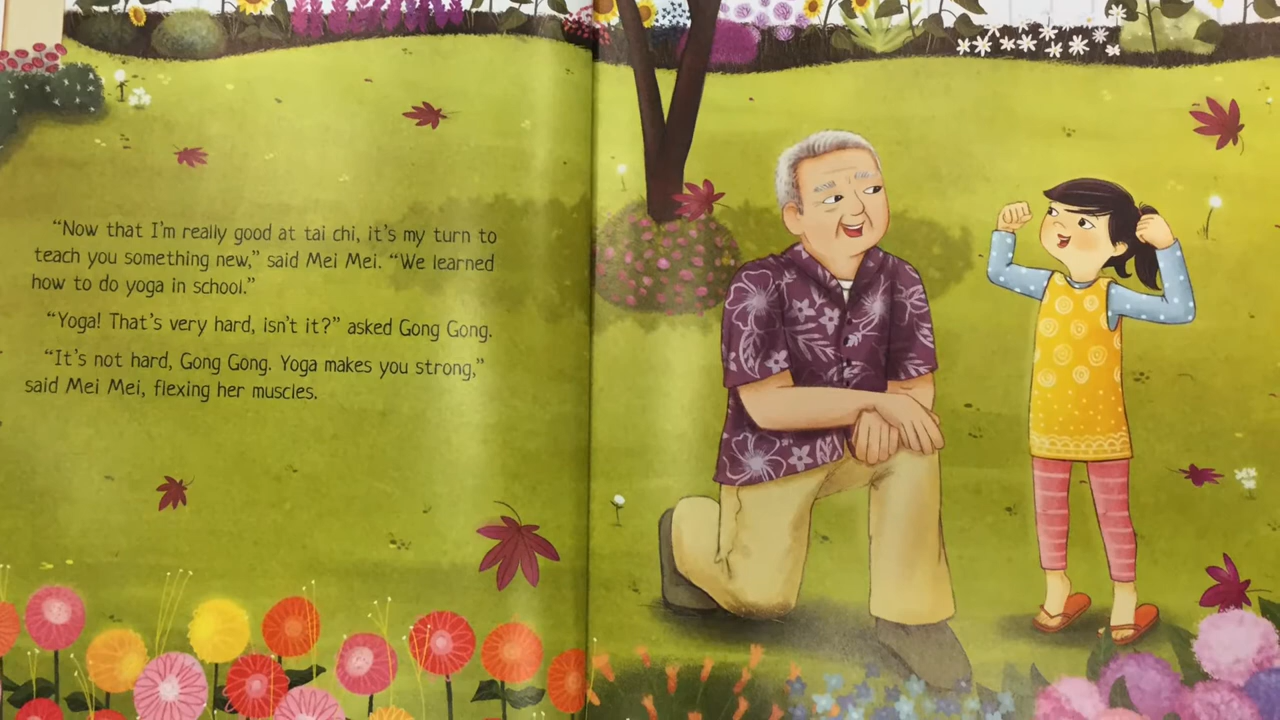 “Now that I’m really good at tai chi, it’s my turn to
teach you something new,” said Mei Mei. “We learned
how to do yoga in school.”
“Yoga! That’s very hard, isn’t it?” asked Gong Gong.
“It’s not hard, Gong Gong. Yoga makes you strong,”
said Mei Mei, flexing her muscles.